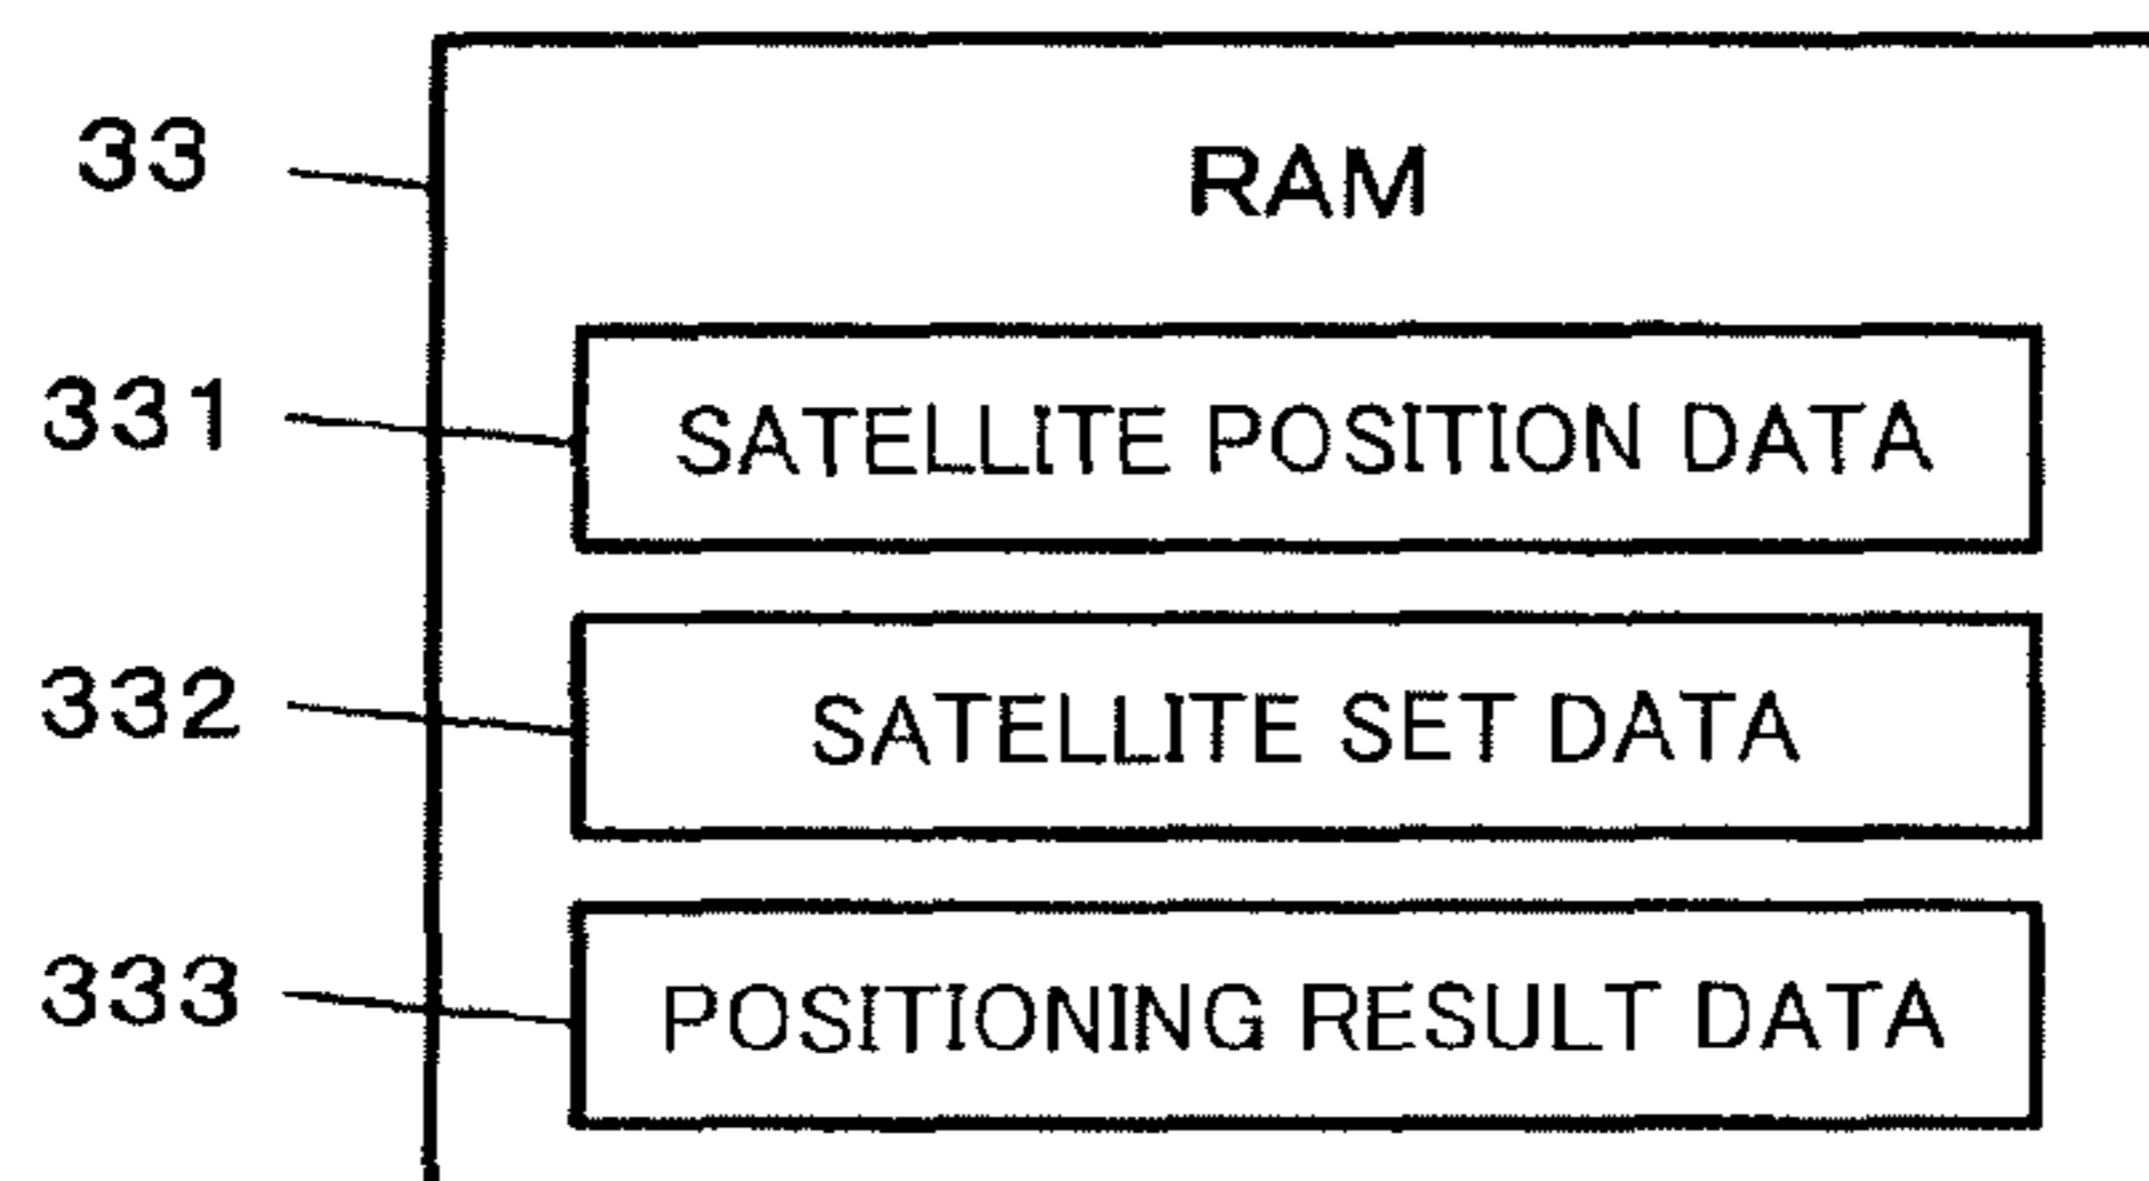 33 RAM
331 SATELLITE POSITION DATA
332 SATELLITE SET DATA
333 POSITIONING RESULT DATA